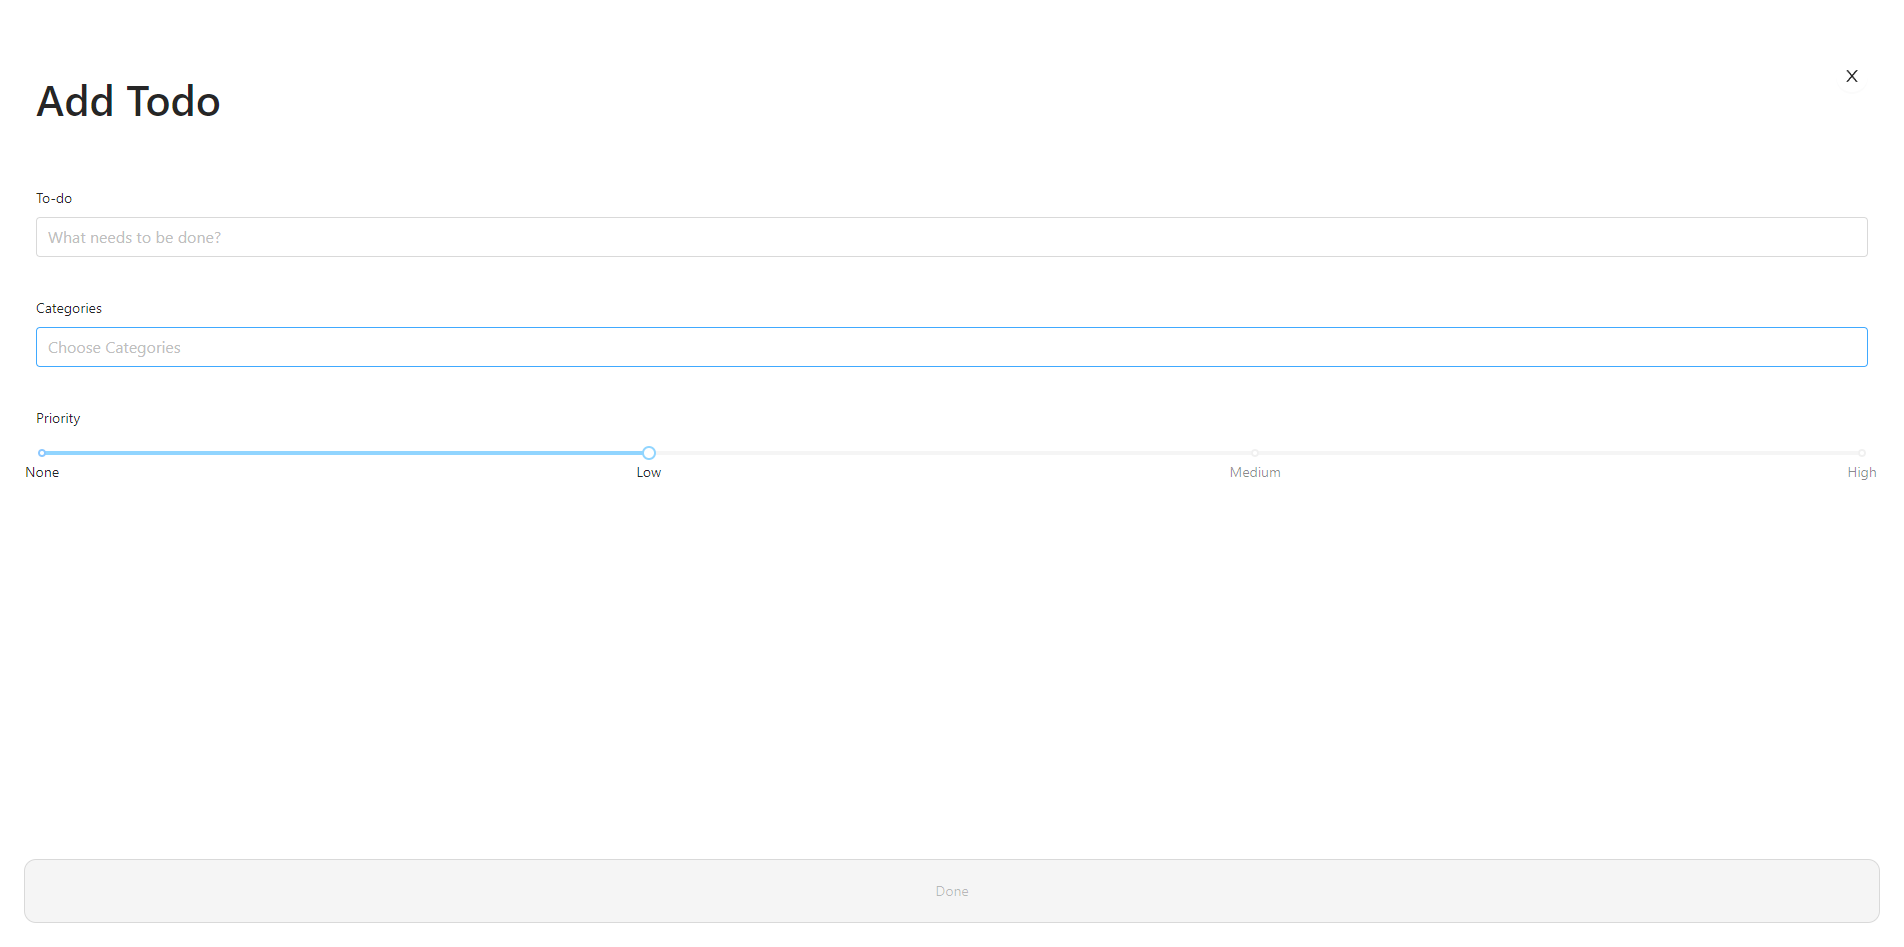 X
Add Todo
To-do
What needs to be done?
Categories
Choose Categories
Priority
None Low Medium High
Done